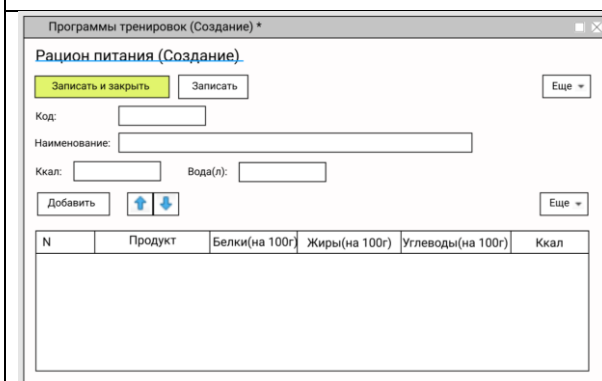 Программы тренировок (Создание) *
Рацион питания (Создание)
Записать и закрыть Записать Еще
Код:
Наименование:
Ккал: Вода(л):
Добавить Еще
N Продукт Белки(на 100г) Жиры(на 100г) Углеводы(на 100г) Ккал